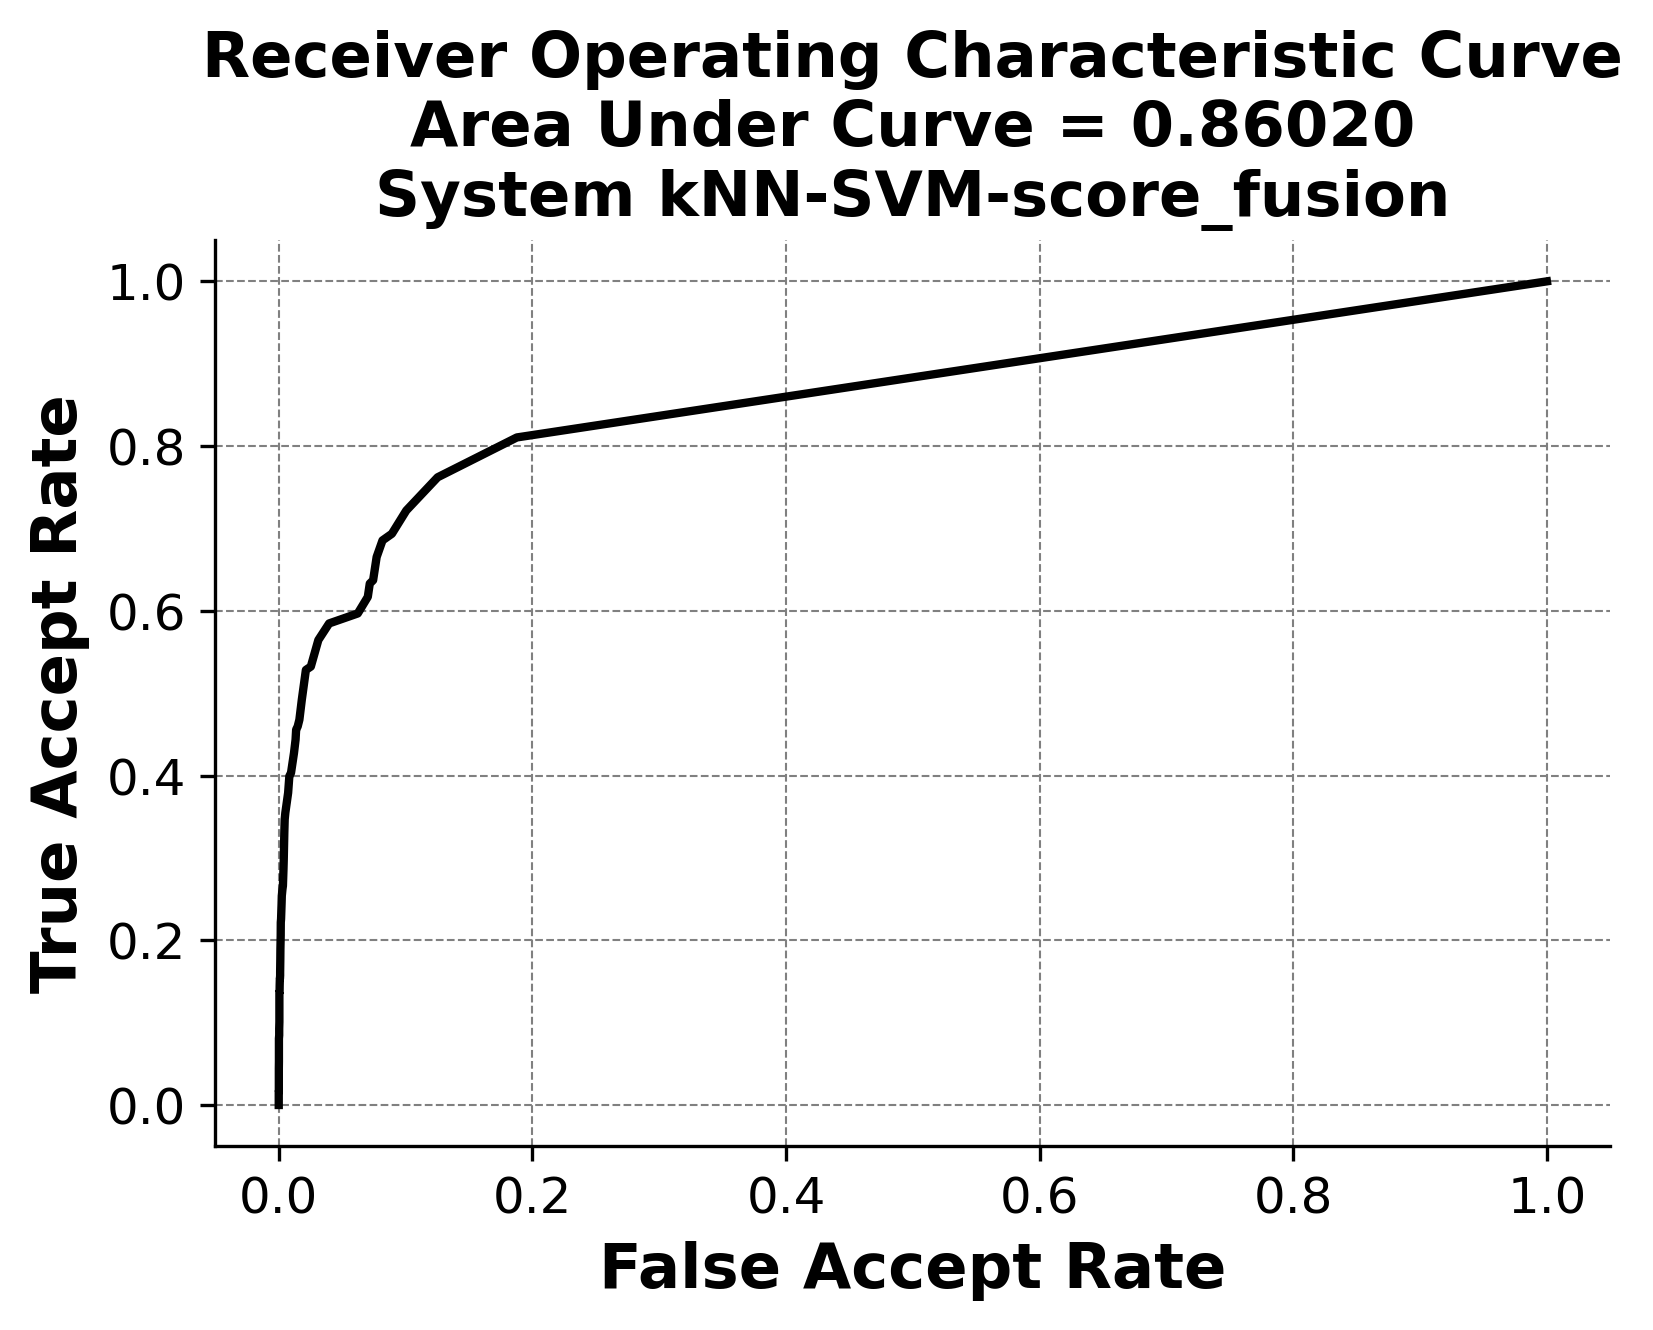 Receiver Operating Characteristic Curve
Area Under Curve = 0.86020
System kNN-SVM-score_fusion
True Accept Rate
1.0
0.8
0.6
0.4
0.2
0.0
0.0 0.2 0.4 0.6 0.8 1.0
False Accept Rate